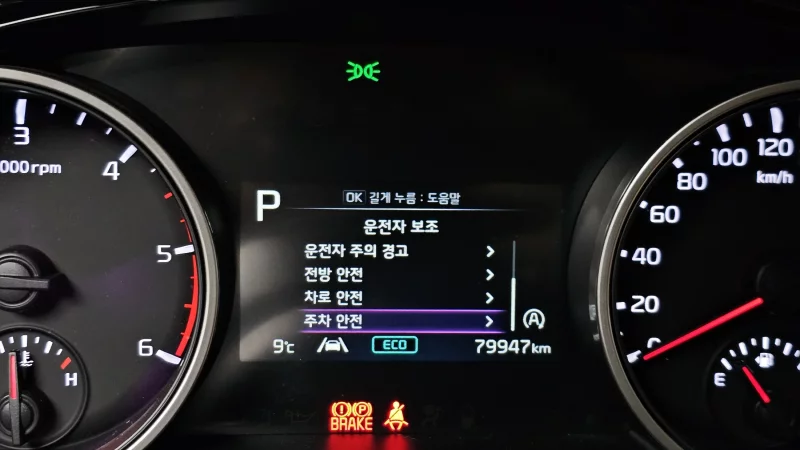 3
000rpm
4
5
6
H
P
OK 길게 누름 : 도움말
운전자 보조
운전자 주의 경고
전방 안전
차로 안전
주차 안전
A
9℃
ECO
79947km
P
BRAKE
120
100
km/h
80
60
40
20
0
E